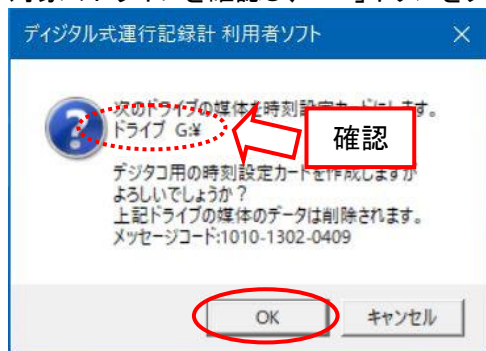 ディジタル式運行記録計 利用者ソフト
次のドライブの媒体を時刻設定カードにします。
ドライブ G:¥
確認
デジタコ用の時刻設定カードを作成しますが
よろしいでしょうか？
上記ドライブの媒体のデータは削除されます。
メッセージコード:1010-1302-0409
OK
キャンセル